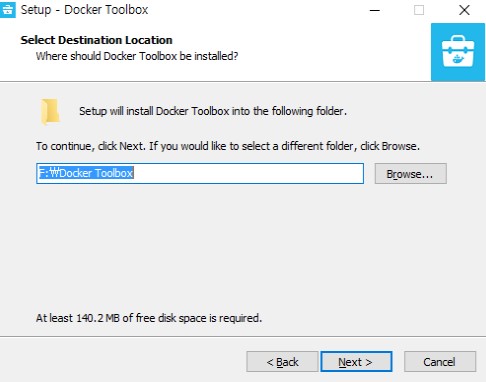 Setup - Docker Toolbox
Select Destination Location
Where should Docker Toolbox be installed?
Setup will install Docker Toolbox into the following folder.
To continue, click Next. If you would like to select a different folder, click Browse.
F:₩Docker Toolbox
Browse...
At least 140.2 MB of free disk space is required.
< Back
Next >
Cancel